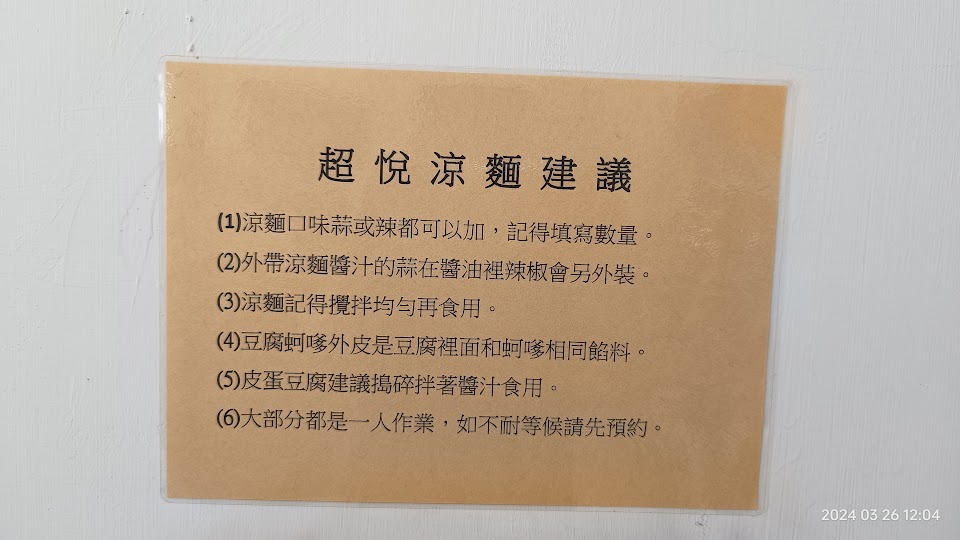 超悅涼麵建議
(1)涼麵口味蒜或辣都可以加，記得填寫數量。
(2)外帶涼麵醬汁的蒜在醬油裡辣椒會另外裝。
(3)涼麵記得攪拌均勻再食用。
(4)豆腐蚵嗲外皮是豆腐裡面和蚵嗲相同餡料。
(5)皮蛋豆腐建議搗碎拌著醬汁食用。
(6)大部分都是一人作業，如不耐等候請先預約。
2024 03 26 12:04